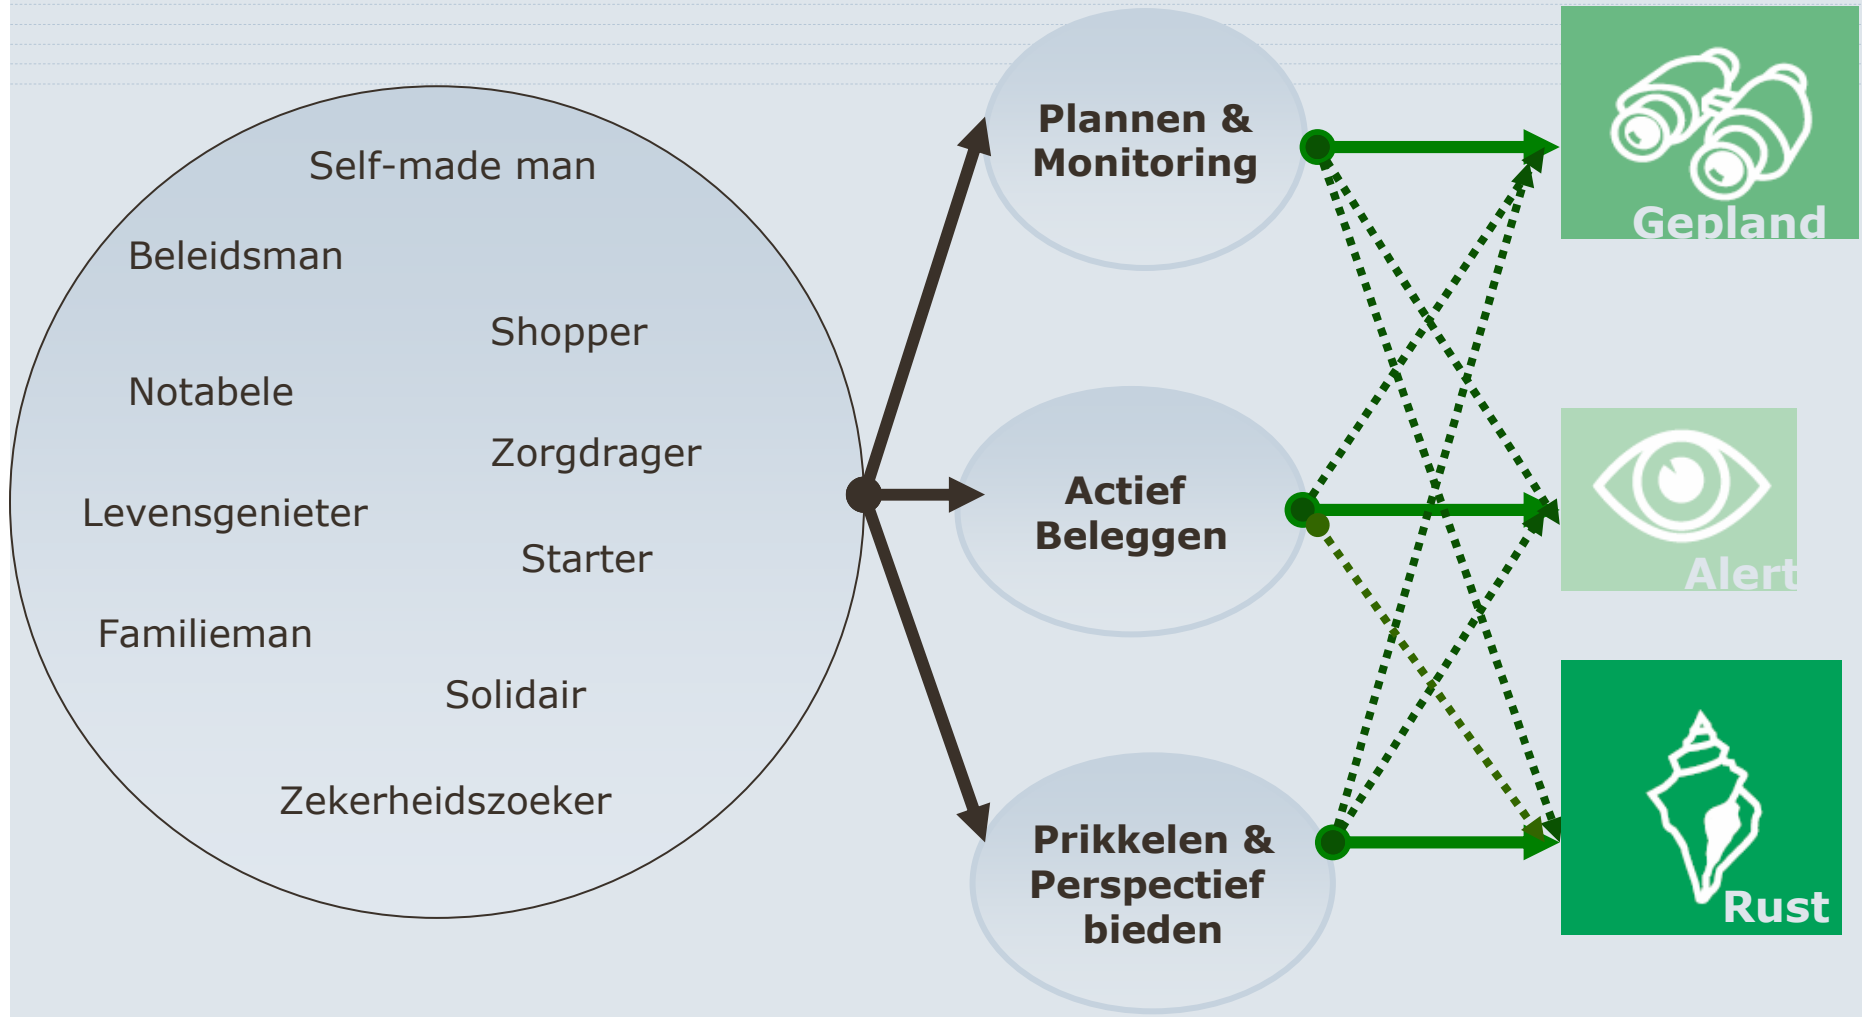 Self-made man
Beleidsman
Shopper
Notabele
Zorgdrager
Levensgenieter
Starter
Familieman
Solidair
Zekerheidszoeker
Plannen &
Monitoring
Actief
Beleggen
Prikkelen &
Perspectief
bieden
Gepland
Alert
Rust